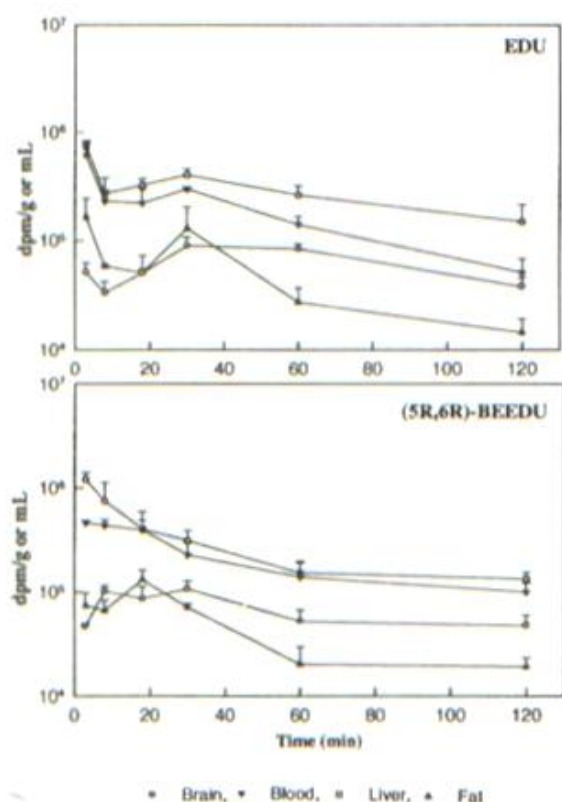 10⁷
EDU
10⁶
dpm/g or mL
10⁵
10⁴
0 20 40 60 80 100 120
10⁷
(5R,6R)-BEEDU
10⁶
dpm/g or mL
10⁵
10⁴
0 20 40 60 80 100 120
Time (min)
Brain, Blood, Liver, Fat